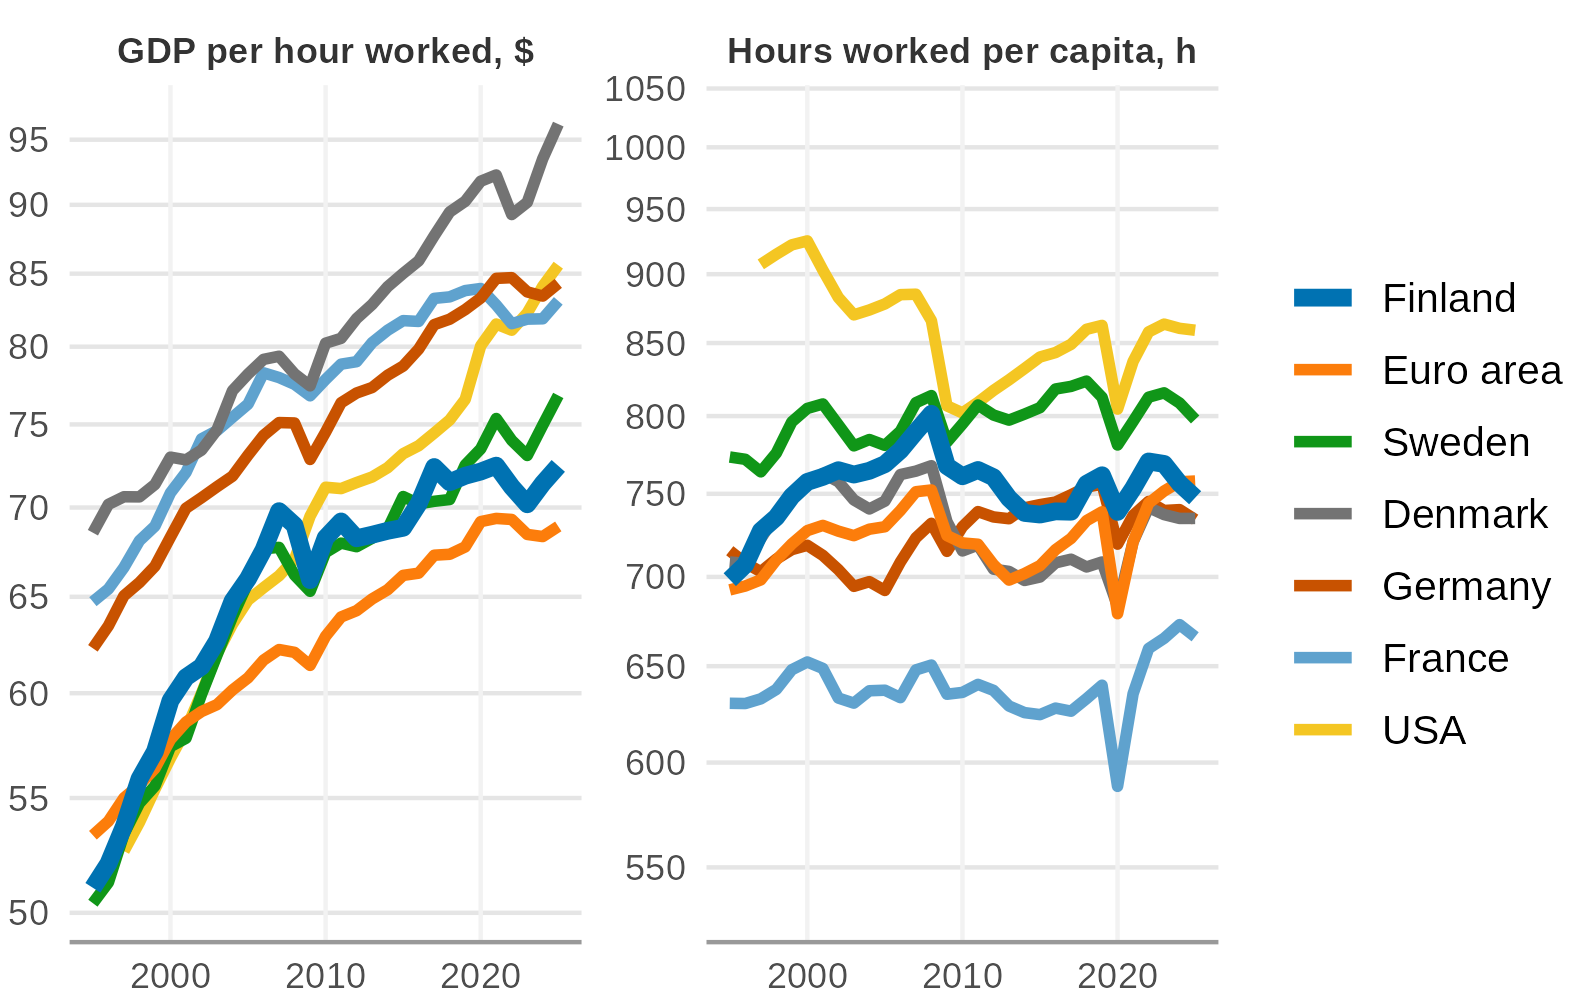 GDP per hour worked, $
95
90
85
80
75
70
65
60
55
50
2000 2010 2020
Hours worked per capita, h
1050
1000
950
900
850
800
750
700
650
600
550
2000 2010 2020
Finland
Euro area
Sweden
Denmark
Germany
France
USA